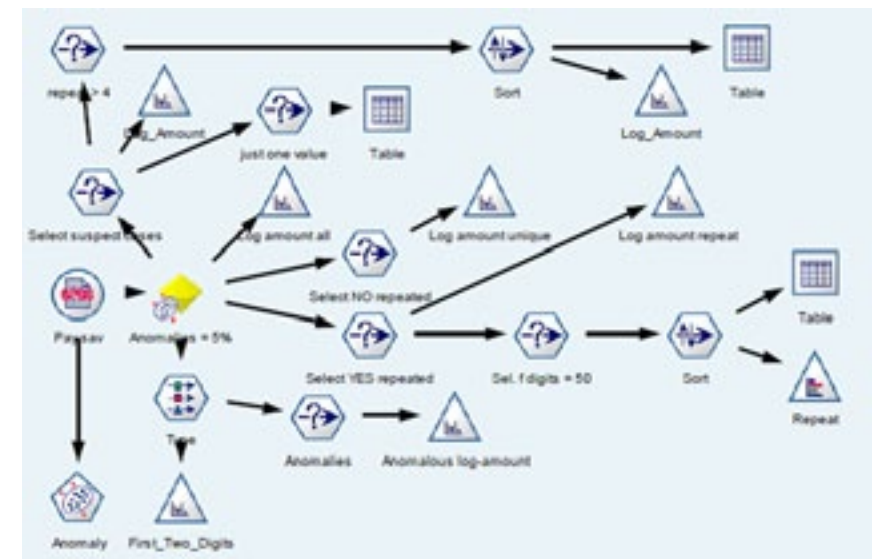 repeat > 4
Log_Amount
Sort
Log_Amount
Table
just one value
Table
Select suspect cases
Log amount all
Log amount unique
Log amount repeat
Select NO repeated
Pay.sav
Anomalies = 5%
Select YES repeated
Sel. f digits = 50
Sort
Table
Repeat
Type
Anomalies
Anomalous log-amount
Anomaly
First_Two_Digits